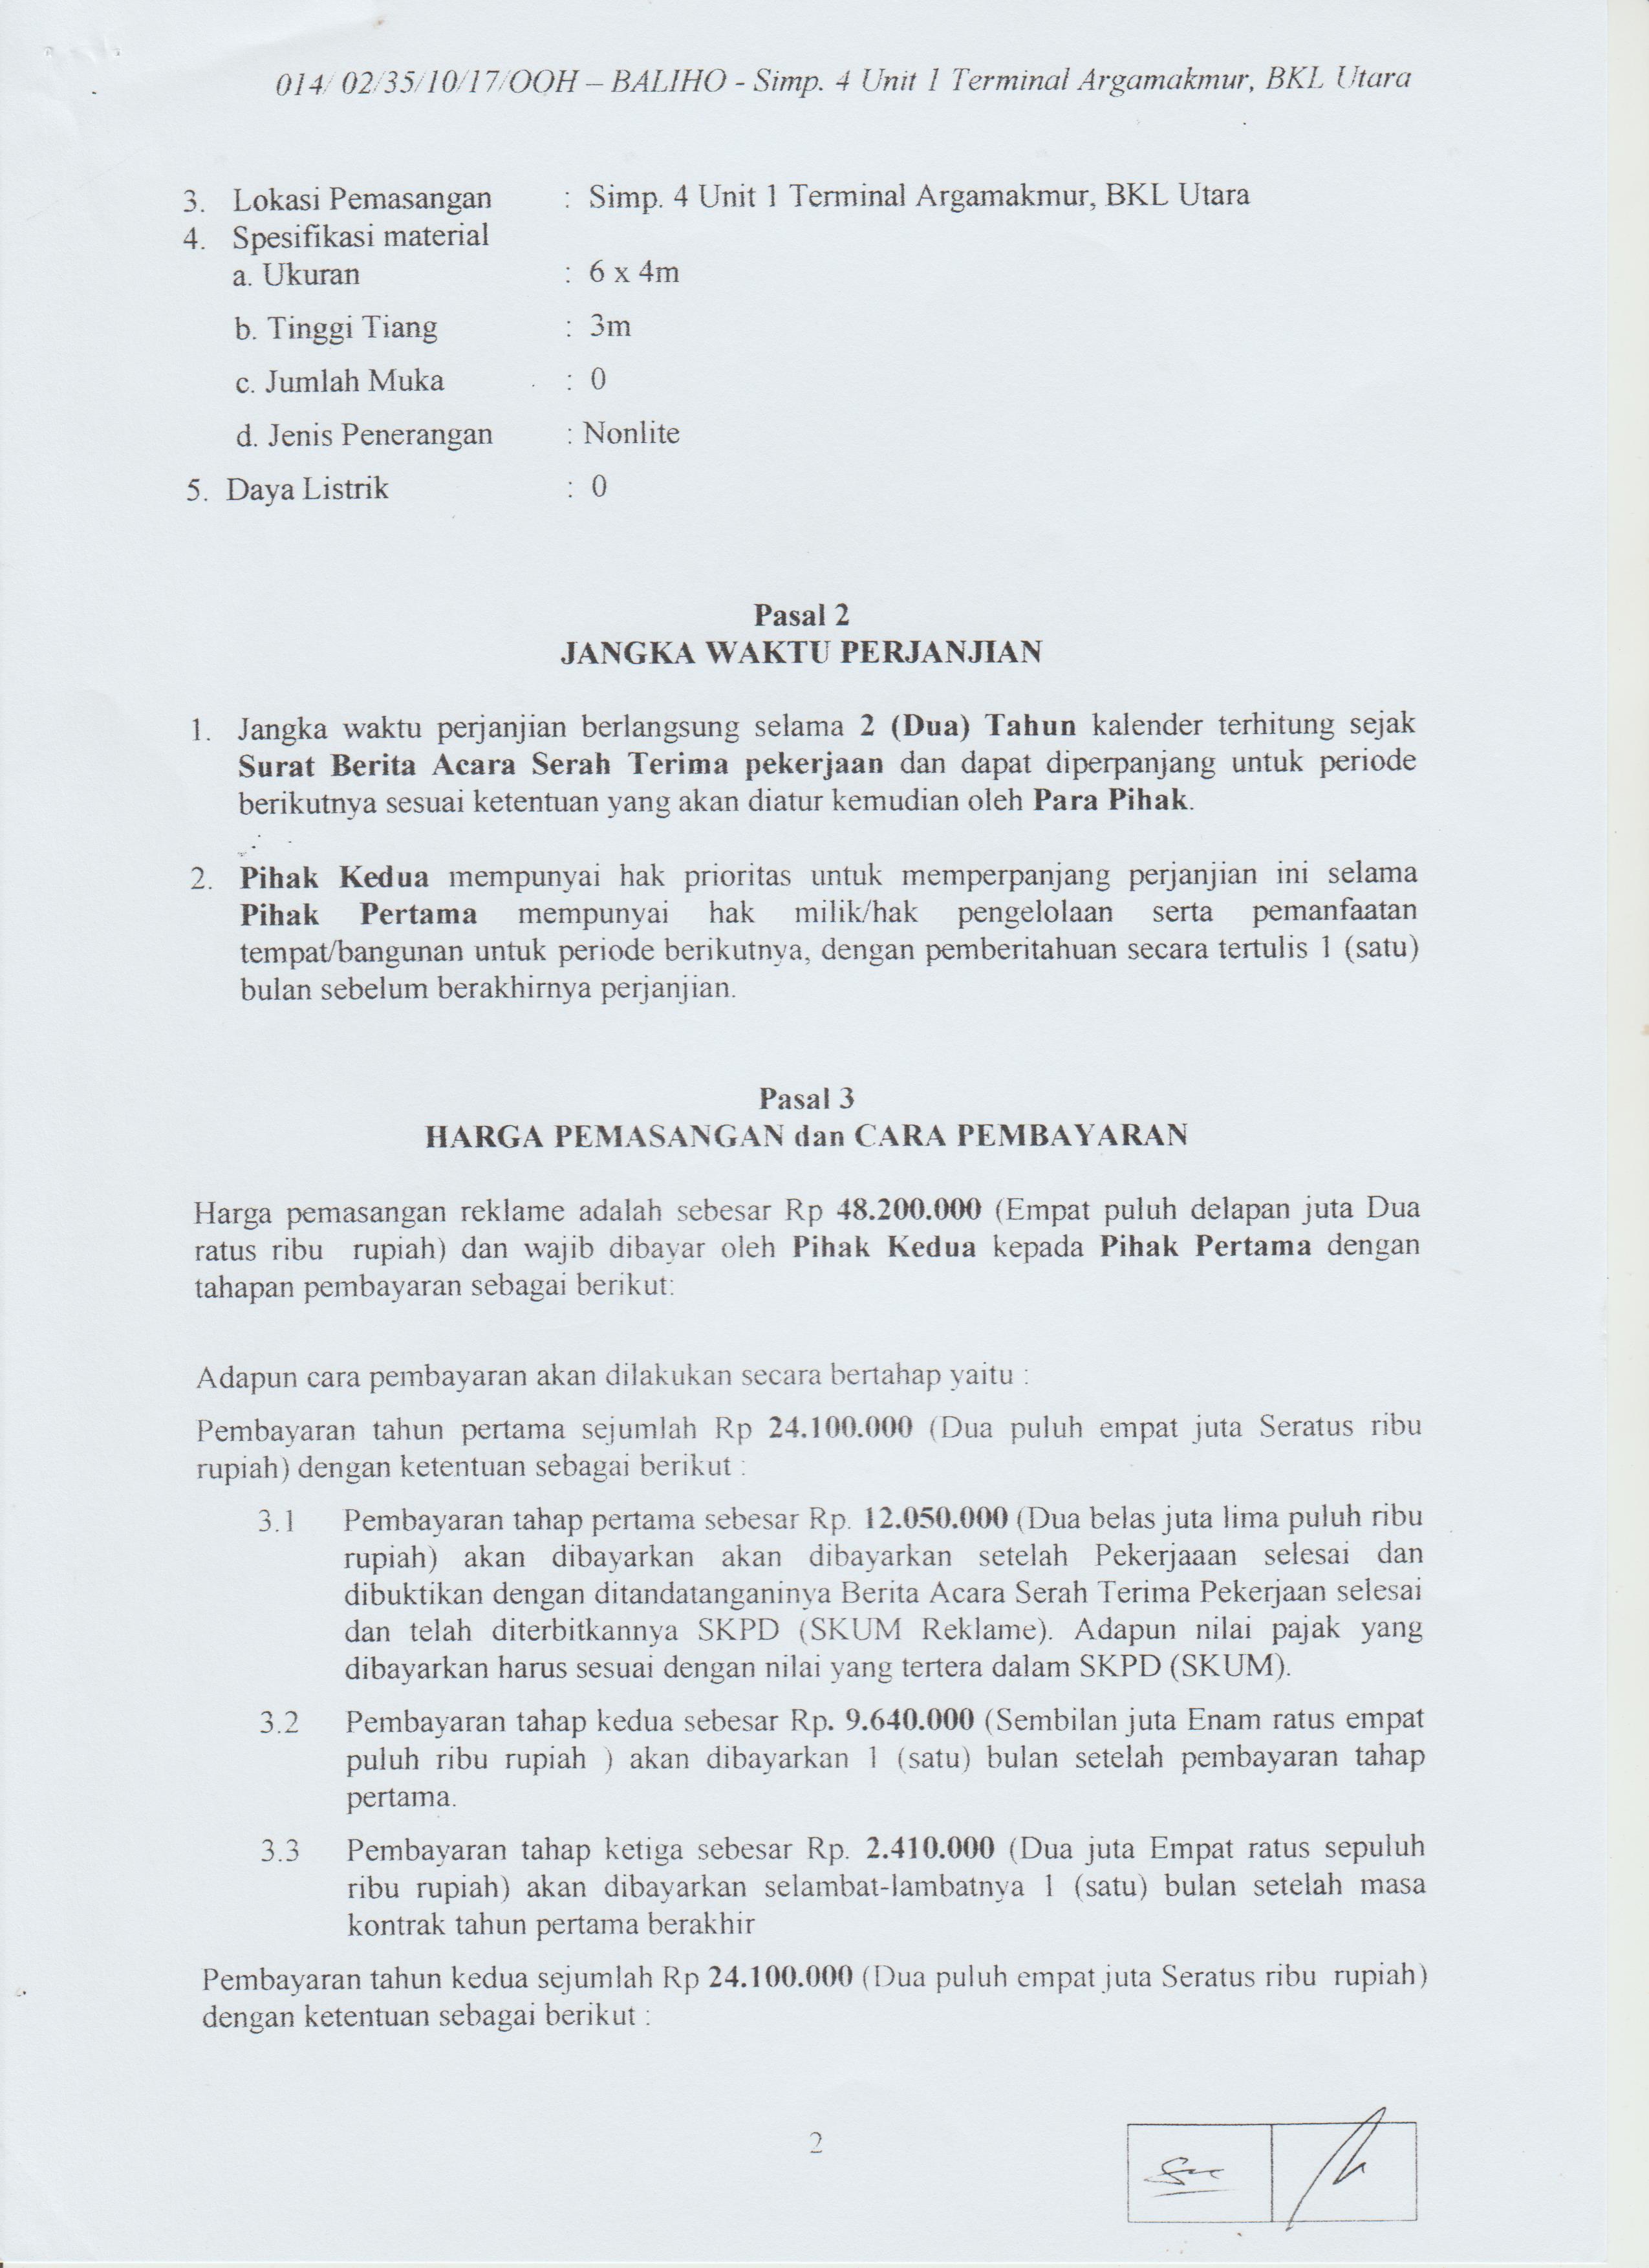 014/ 02/35/10/17/OOH – BALIHO - Simp. 4 Unit 1 Terminal Argamakmur, BKL Utara
3. Lokasi Pemasangan : Simp. 4 Unit 1 Terminal Argamakmur, BKL Utara
4. Spesifikasi material
a. Ukuran : 6 x 4m
b. Tinggi Tiang : 3m
c. Jumlah Muka : 0
d. Jenis Penerangan : Nonlite
5. Daya Listrik : 0
Pasal 2
JANGKA WAKTU PERJANJIAN
1. Jangka waktu perjanjian berlangsung selama 2 (Dua) Tahun kalender terhitung sejak
Surat Berita Acara Serah Terima pekerjaan dan dapat diperpanjang untuk periode
berikutnya sesuai ketentuan yang akan diatur kemudian oleh Para Pihak.
2. Pihak Kedua mempunyai hak prioritas untuk memperpanjang perjanjian ini selama
Pihak Pertama mempunyai hak milik/hak pengelolaan serta pemanfaatan
tempat/bangunan untuk periode berikutnya, dengan pemberitahuan secara tertulis 1 (satu)
bulan sebelum berakhirnya perjanjian.
Pasal 3
HARGA PEMASANGAN dan CARA PEMBAYARAN
Harga pemasangan reklame adalah sebesar Rp 48.200.000 (Empat puluh delapan juta Dua
ratus ribu rupiah) dan wajib dibayar oleh Pihak Kedua kepada Pihak Pertama dengan
tahapan pembayaran sebagai berikut:
Adapun cara pembayaran akan dilakukan secara bertahap yaitu :
Pembayaran tahun pertama sejumlah Rp 24.100.000 (Dua puluh empat juta Seratus ribu
rupiah) dengan ketentuan sebagai berikut :
3.1 Pembayaran tahap pertama sebesar Rp. 12.050.000 (Dua belas juta lima puluh ribu
rupiah) akan dibayarkan akan dibayarkan setelah Pekerjaaan selesai dan
dibuktikan dengan ditandatanganinya Berita Acara Serah Terima Pekerjaan selesai
dan telah diterbitkannya SKPD (SKUM Reklame). Adapun nilai pajak yang
dibayarkan harus sesuai dengan nilai yang tertera dalam SKPD (SKUM).
3.2 Pembayaran tahap kedua sebesar Rp. 9.640.000 (Sembilan juta Enam ratus empat
puluh ribu rupiah ) akan dibayarkan 1 (satu) bulan setelah pembayaran tahap
pertama.
3.3 Pembayaran tahap ketiga sebesar Rp. 2.410.000 (Dua juta Empat ratus sepuluh
ribu rupiah) akan dibayarkan selambat-lambatnya 1 (satu) bulan setelah masa
kontrak tahun pertama berakhir
Pembayaran tahun kedua sejumlah Rp 24.100.000 (Dua puluh empat juta Seratus ribu rupiah)
dengan ketentuan sebagai berikut :
2